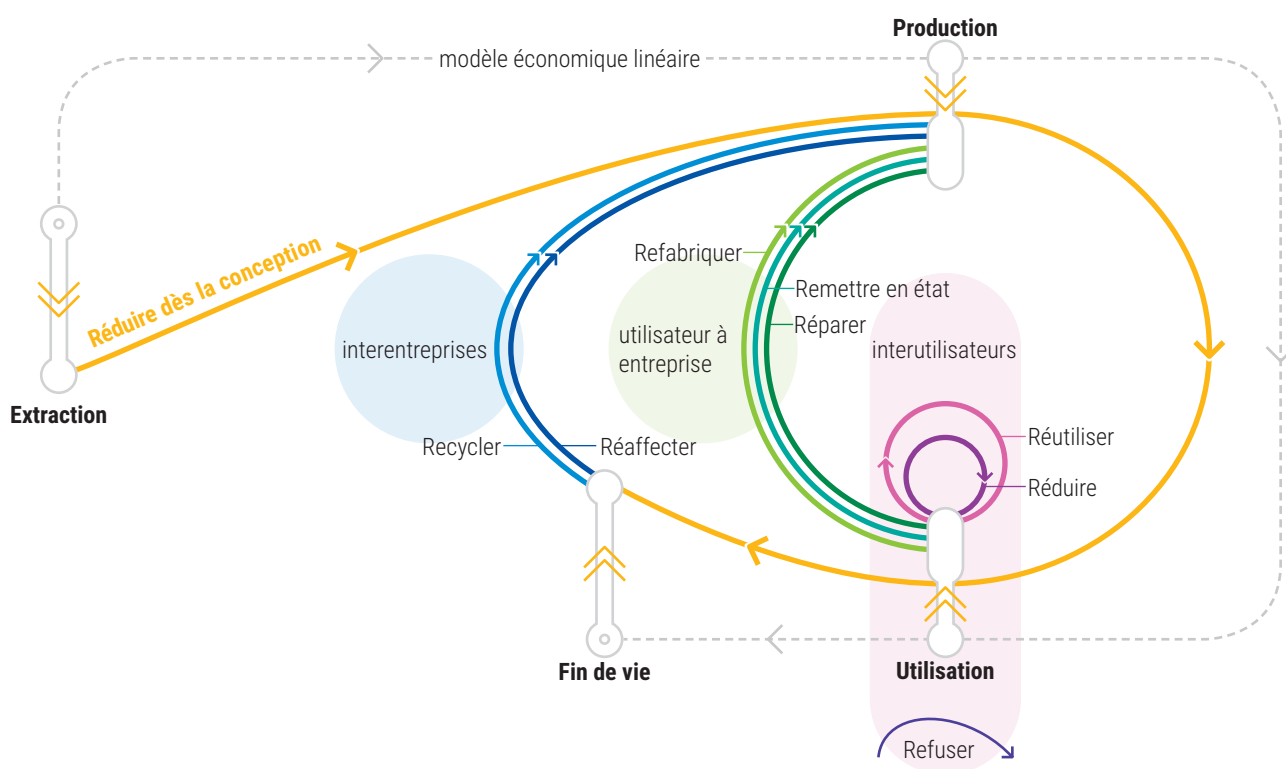 Production
modèle économique linéaire
Réduire dès la conception
Refabriquer
Remettre en état
Réparer
interentreprises
utilisateur à
entreprise
interutilisateurs
Extraction
Recycler
Réaffecter
Réutiliser
Réduire
Fin de vie
Utilisation
Refuser